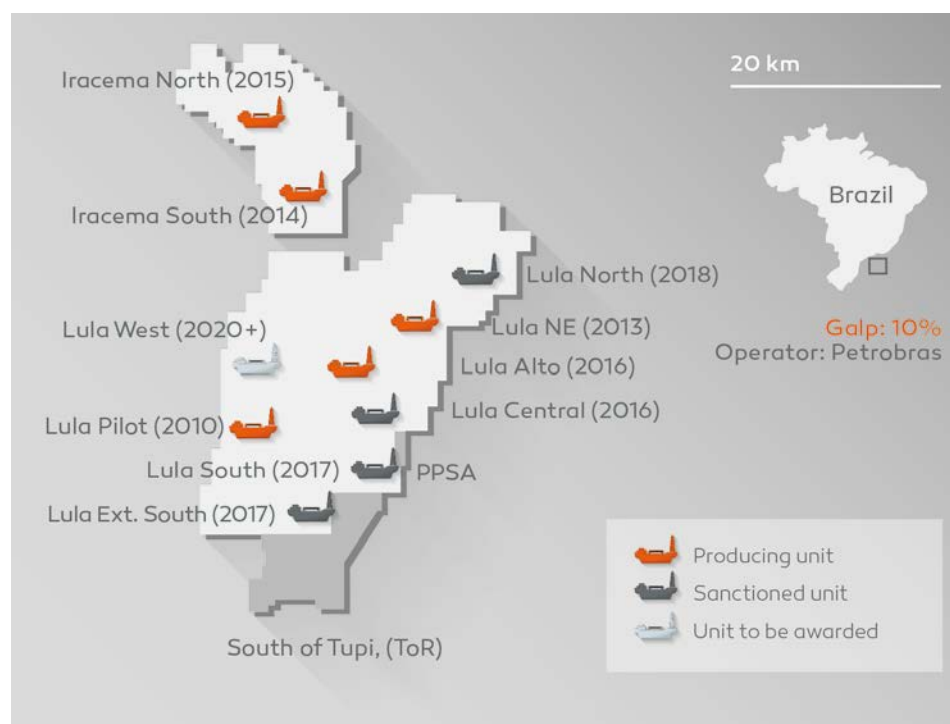 Iracema North (2015)
20 km
Brazil
Iracema South (2014)
Lula North (2018)
Lula West (2020+)
Lula NE (2013)
Galp: 10%
Operator: Petrobras
Lula Alto (2016)
Lula Central (2016)
Lula Pilot (2010)
Lula South (2017)
PPSA
Lula Ext. South (2017)
Producing unit
Sanctioned unit
Unit to be awarded
South of Tupi, (ToR)